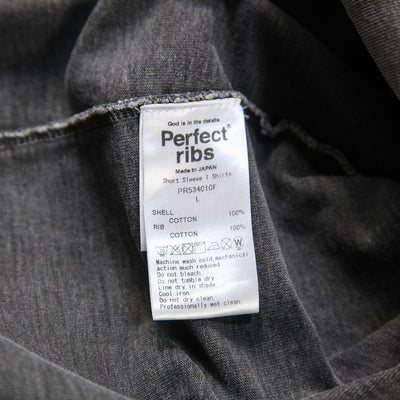 God is in the details
Perfect
ribs
Made in JAPAN
Short Sleeve T Shirts
PR534010F
L
SHELL
COTTON 100%
RIB
COTTON 100%
W
Machine wash cold,mechanical
action much reduced
Do not bleach
Do not tumble dry
Line dry in shade.
Cool iron.
Do not dry clean
Professionally wet clean.